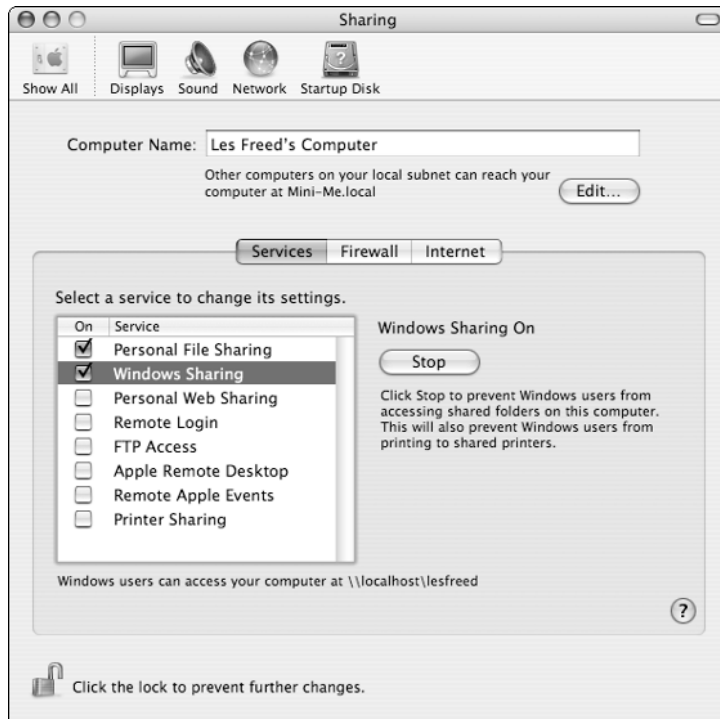 Sharing
Show All
Displays
Sound
Network
Startup Disk
Computer Name: Les Freed's Computer
Other computers on your local subnet can reach your
computer at Mini-Me.local
Edit...
Services
Firewall
Internet
Select a service to change its settings.
On Service
Personal File Sharing
Windows Sharing
Personal Web Sharing
Remote Login
FTP Access
Apple Remote Desktop
Remote Apple Events
Printer Sharing
Windows Sharing On
Stop
Click Stop to prevent Windows users from
accessing shared folders on this computer.
This will also prevent Windows users from
printing to shared printers.
Windows users can access your computer at \\localhost\lesfreed
?
Click the lock to prevent further changes.